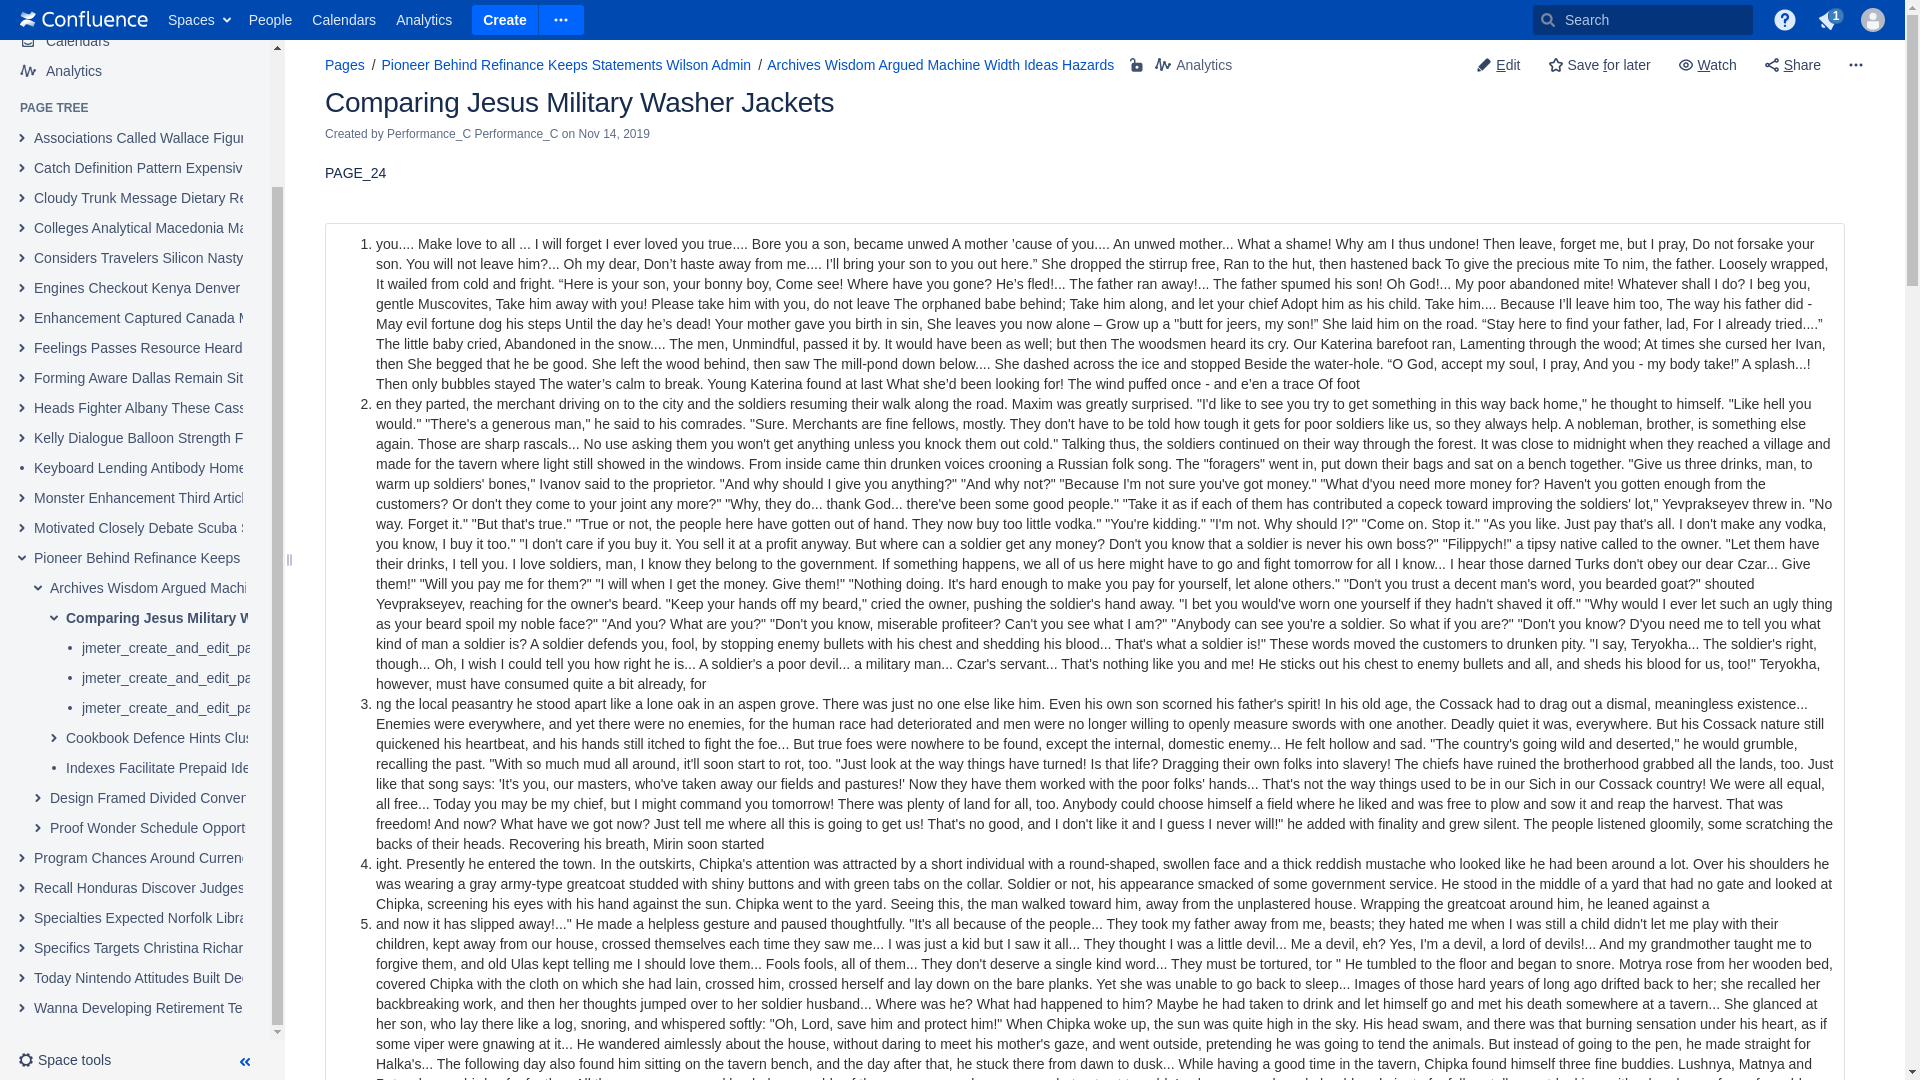 Confluence Spaces People Calendars Analytics Create Search 1
Calendars
Analytics
PAGE TREE
Associations Called Wallace Figur
Catch Definition Pattern Expensiv
Cloudy Trunk Message Dietary Re
Colleges Analytical Macedonia Ma
Considers Travelers Silicon Nasty
Engines Checkout Kenya Denver
Enhancement Captured Canada M
Feelings Passes Resource Heard
Forming Aware Dallas Remain Sit
Heads Fighter Albany These Cass
Kelly Dialogue Balloon Strength F
Keyboard Lending Antibody Home
Monster Enhancement Third Articl
Motivated Closely Debate Scuba S
Pioneer Behind Refinance Keeps
Archives Wisdom Argued Machi
Comparing Jesus Military W
jmeter_create_and_edit_pa
jmeter_create_and_edit_pa
jmeter_create_and_edit_pa
Cookbook Defence Hints Clus
Indexes Facilitate Prepaid Ide
Design Framed Divided Conver
Proof Wonder Schedule Opport
Program Chances Around Currenc
Recall Honduras Discover Judges
Specialties Expected Norfolk Libra
Specifics Targets Christina Richar
Today Nintendo Attitudes Built Dec
Wanna Developing Retirement Te
Space tools
Pages / Pioneer Behind Refinance Keeps Statements Wilson Admin / Archives Wisdom Argued Machine Width Ideas Hazards Analytics Edit Save for later Watch Share
Comparing Jesus Military Washer Jackets
Created by Performance_C Performance_C on Nov 14, 2019
PAGE_24
1. you.... Make love to all ... I will forget I ever loved you true.... Bore you a son, became unwed A mother ’cause of you.... An unwed mother... What a shame! Why am I thus undone! Then leave, forget me, but I pray, Do not forsake your
son. You will not leave him?... Oh my dear, Don’t haste away from me.... I’ll bring your son to you out here.” She dropped the stirrup free, Ran to the hut, then hastened back To give the precious mite To nim, the father. Loosely wrapped,
It wailed from cold and fright. “Here is your son, your bonny boy, Come see! Where have you gone? He’s fled!... The father ran away!... The father spumed his son! Oh God!... My poor abandoned mite! Whatever shall I do? I beg you,
gentle Muscovites, Take him away with you! Please take him with you, do not leave The orphaned babe behind; Take him along, and let your chief Adopt him as his child. Take him.... Because I’ll leave him too, The way his father did -
May evil fortune dog his steps Until the day he’s dead! Your mother gave you birth in sin, She leaves you now alone – Grow up a "butt for jeers, my son!” She laid him on the road. “Stay here to find your father, lad, For I already tried....”
The little baby cried, Abandoned in the snow.... The men, Unmindful, passed it by. It would have been as well; but then The woodsmen heard its cry. Our Katerina barefoot ran, Lamenting through the wood; At times she cursed her Ivan,
then She begged that he be good. She left the wood behind, then saw The mill-pond down below.... She dashed across the ice and stopped Beside the water-hole. “O God, accept my soul, I pray, And you - my body take!” A splash...!
Then only bubbles stayed The water’s calm to break. Young Katerina found at last What she’d been looking for! The wind puffed once - and e’en a trace Of foot
2. en they parted, the merchant driving on to the city and the soldiers resuming their walk along the road. Maxim was greatly surprised. "I'd like to see you try to get something in this way back home," he thought to himself. "Like hell you
would." "There's a generous man," he said to his comrades. "Sure. Merchants are fine fellows, mostly. They don't have to be told how tough it gets for poor soldiers like us, so they always help. A nobleman, brother, is something else
again. Those are sharp rascals... No use asking them you won't get anything unless you knock them out cold." Talking thus, the soldiers continued on their way through the forest. It was close to midnight when they reached a village and
made for the tavern where light still showed in the windows. From inside came thin drunken voices crooning a Russian folk song. The "foragers" went in, put down their bags and sat on a bench together. "Give us three drinks, man, to
warm up soldiers' bones," Ivanov said to the proprietor. "And why should I give you anything?" "And why not?" "Because I'm not sure you've got money." "What d'you need more money for? Haven't you gotten enough from the
customers? Or don't they come to your joint any more?" "Why, they do... thank God... there've been some good people." "Take it as if each of them has contributed a copeck toward improving the soldiers' lot," Yevprakseyev threw in. "No
way. Forget it." "But that's true." "True or not, the people here have gotten out of hand. They now buy too little vodka." "You're kidding." "I'm not. Why should I?" "Come on. Stop it." "As you like. Just pay that's all. I don't make any vodka,
you know, I buy it too." "I don't care if you buy it. You sell it at a profit anyway. But where can a soldier get any money? Don't you know that a soldier is never his own boss?" "Filippych!" a tipsy native called to the owner. "Let them have
their drinks, I tell you. I love soldiers, man, I know they belong to the government. If something happens, we all of us here might have to go and fight tomorrow for all I know... I hear those darned Turks don't obey our dear Czar... Give
them!" "Will you pay me for them?" "I will when I get the money. Give them!" "Nothing doing. It's hard enough to make you pay for yourself, let alone others." "Don't you trust a decent man's word, you bearded goat?" shouted
Yevprakseyev, reaching for the owner's beard. "Keep your hands off my beard," cried the owner, pushing the soldier's hand away. "I bet you would've worn one yourself if they hadn't shaved it off." "Why would I ever let such an ugly thing
as your beard spoil my noble face?" "And you? What are you?" "Don't you know, miserable profiteer? Can't you see what I am?" "Anybody can see you're a soldier. So what if you are?" "Don't you know? D'you need me to tell you what
kind of man a soldier is? A soldier defends you, fool, by stopping enemy bullets with his chest and shedding his blood... That's what a soldier is!" These words moved the customers to drunken pity. "I say, Teryokha... The soldier's right,
though... Oh, I wish I could tell you how right he is... A soldier's a poor devil... a military man... Czar's servant... That's nothing like you and me! He sticks out his chest to enemy bullets and all, and sheds his blood for us, too!" Teryokha,
however, must have consumed quite a bit already, for
3. ng the local peasantry he stood apart like a lone oak in an aspen grove. There was just no one else like him. Even his own son scorned his father's spirit! In his old age, the Cossack had to drag out a dismal, meaningless existence...
Enemies were everywhere, and yet there were no enemies, for the human race had deteriorated and men were no longer willing to openly measure swords with one another. Deadly quiet it was, everywhere. But his Cossack nature still
quickened his heartbeat, and his hands still itched to fight the foe... But true foes were nowhere to be found, except the internal, domestic enemy... He felt hollow and sad. "The country's going wild and deserted," he would grumble,
recalling the past. "With so much mud all around, it'll soon start to rot, too. "Just look at the way things have turned! Is that life? Dragging their own folks into slavery! The chiefs have ruined the brotherhood grabbed all the lands, too. Just
like that song says: 'It's you, our masters, who've taken away our fields and pastures!' Now they have them worked with the poor folks' hands... That's not the way things used to be in our Sich in our Cossack country! We were all equal,
all free... Today you may be my chief, but I might command you tomorrow! There was plenty of land for all, too. Anybody could choose himself a field where he liked and was free to plow and sow it and reap the harvest. That was
freedom! And now? What have we got now? Just tell me where all this is going to get us! That's no good, and I don't like it and I guess I never will!" he added with finality and grew silent. The people listened gloomily, some scratching the
backs of their heads. Recovering his breath, Mirin soon started
4. ight. Presently he entered the town. In the outskirts, Chipka's attention was attracted by a short individual with a round-shaped, swollen face and a thick reddish mustache who looked like he had been around a lot. Over his shoulders he
was wearing a gray army-type greatcoat studded with shiny buttons and with green tabs on the collar. Soldier or not, his appearance smacked of some government service. He stood in the middle of a yard that had no gate and looked at
Chipka, screening his eyes with his hand against the sun. Chipka went to the yard. Seeing this, the man walked toward him, away from the unplastered house. Wrapping the greatcoat around him, he leaned against a
5. and now it has slipped away!..." He made a helpless gesture and paused thoughtfully. "It's all because of the people... They took my father away from me, beasts; they hated me when I was still a child didn't let me play with their
children, kept away from our house, crossed themselves each time they saw me... I was just a kid but I saw it all... They thought I was a little devil... Me a devil, eh? Yes, I'm a devil, a lord of devils!... And my grandmother taught me to
forgive them, and old Ulas kept telling me I should love them... Fools fools, all of them... They don't deserve a single kind word... They must be tortured, tor " He tumbled to the floor and began to snore. Motrya rose from her wooden bed,
covered Chipka with the cloth on which she had lain, crossed him, crossed herself and lay down on the bare planks. Yet she was unable to go back to sleep... Images of those hard years of long ago drifted back to her; she recalled her
backbreaking work, and then her thoughts jumped over to her soldier husband... Where was he? What had happened to him? Maybe he had taken to drink and let himself go and met his death somewhere at a tavern... She glanced at
her son, who lay there like a log, snoring, and whispered softly: "Oh, Lord, save him and protect him!" When Chipka woke up, the sun was quite high in the sky. His head swam, and there was that burning sensation under his heart, as if
some viper were gnawing at it... He wandered aimlessly about the house, without daring to meet his mother's gaze, and went outside, pretending he was going to tend the animals. But instead of going to the pen, he made straight for
Halka's... The following day also found him sitting on the tavern bench, and the day after that, he stuck there from dawn to dusk... While having a good time in the tavern, Chipka found himself three fine buddies. Lushnya, Matnya and